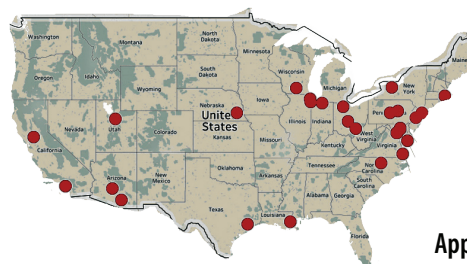 Washington
Montana
North
Dakota
Minnesota
Oregon
Idaho
Wyoming
South
Dakota
Wisconsin
Michigan
New
York
Maine
Nevada
Utah
Colorado
Nebraska
United
States
Kansas
Iowa
Illinois
Indiana
Peni
West
Virginia
Virginia
California
Arizona
New
Mexico
Oklahoma
Missouri
Arkansas
Kentucky
Tennessee
North
Carolina
South
Carolina
Texas
Louisiana
Alabama
Georgia
Florida
App